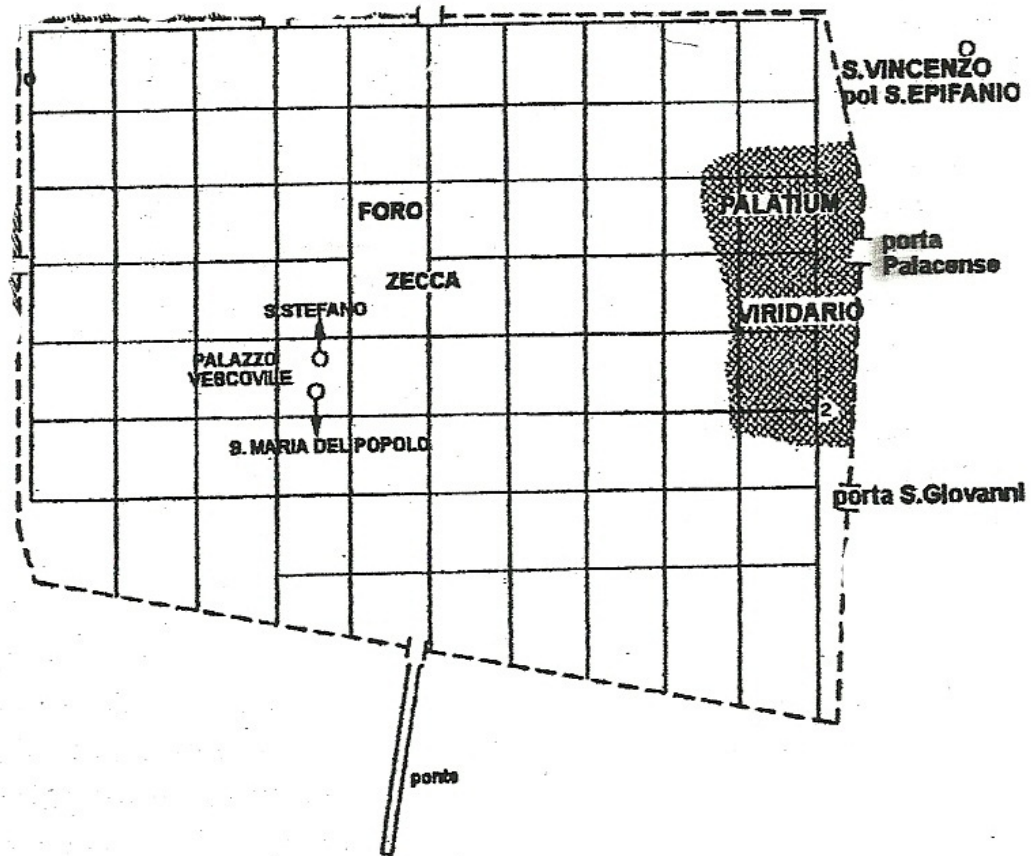 S.VINCENZO
poi S.EPIFANIO
PALATIUM
FORO
porta
Palacense
ZECCA
S.STEFANO
VIRIDARIO
PALAZZO
VESCOVILE
2
S. MARIA DEL POPOLO
porta S.Giovanni
ponte